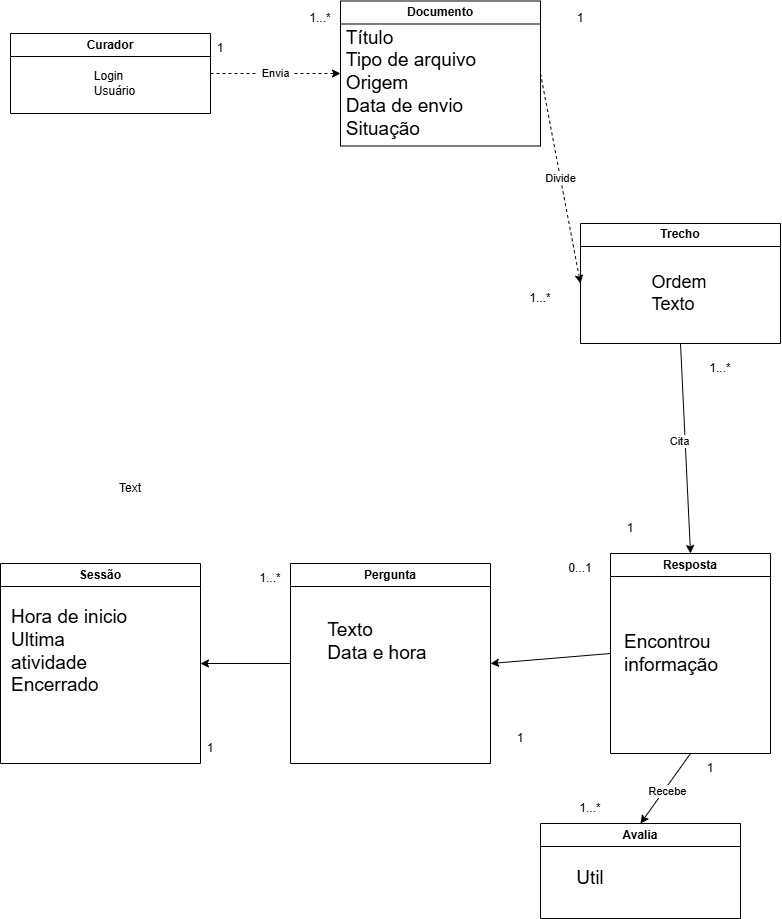 Documento
1...*
1
Título
Tipo de arquivo
Origem
Data de envio
Situação
Curador
1
Login
Usuário
Envia
Divide
Trecho
Ordem
Texto
1...*
1...*
Cita
Text
1
Sessão
Hora de inicio
Ultima
atividade
Encerrado
1
1...*
Pergunta
Texto
Data e hora
1
0...1
Resposta
Encontrou
informação
1
Recebe
1...*
Avalia
Util